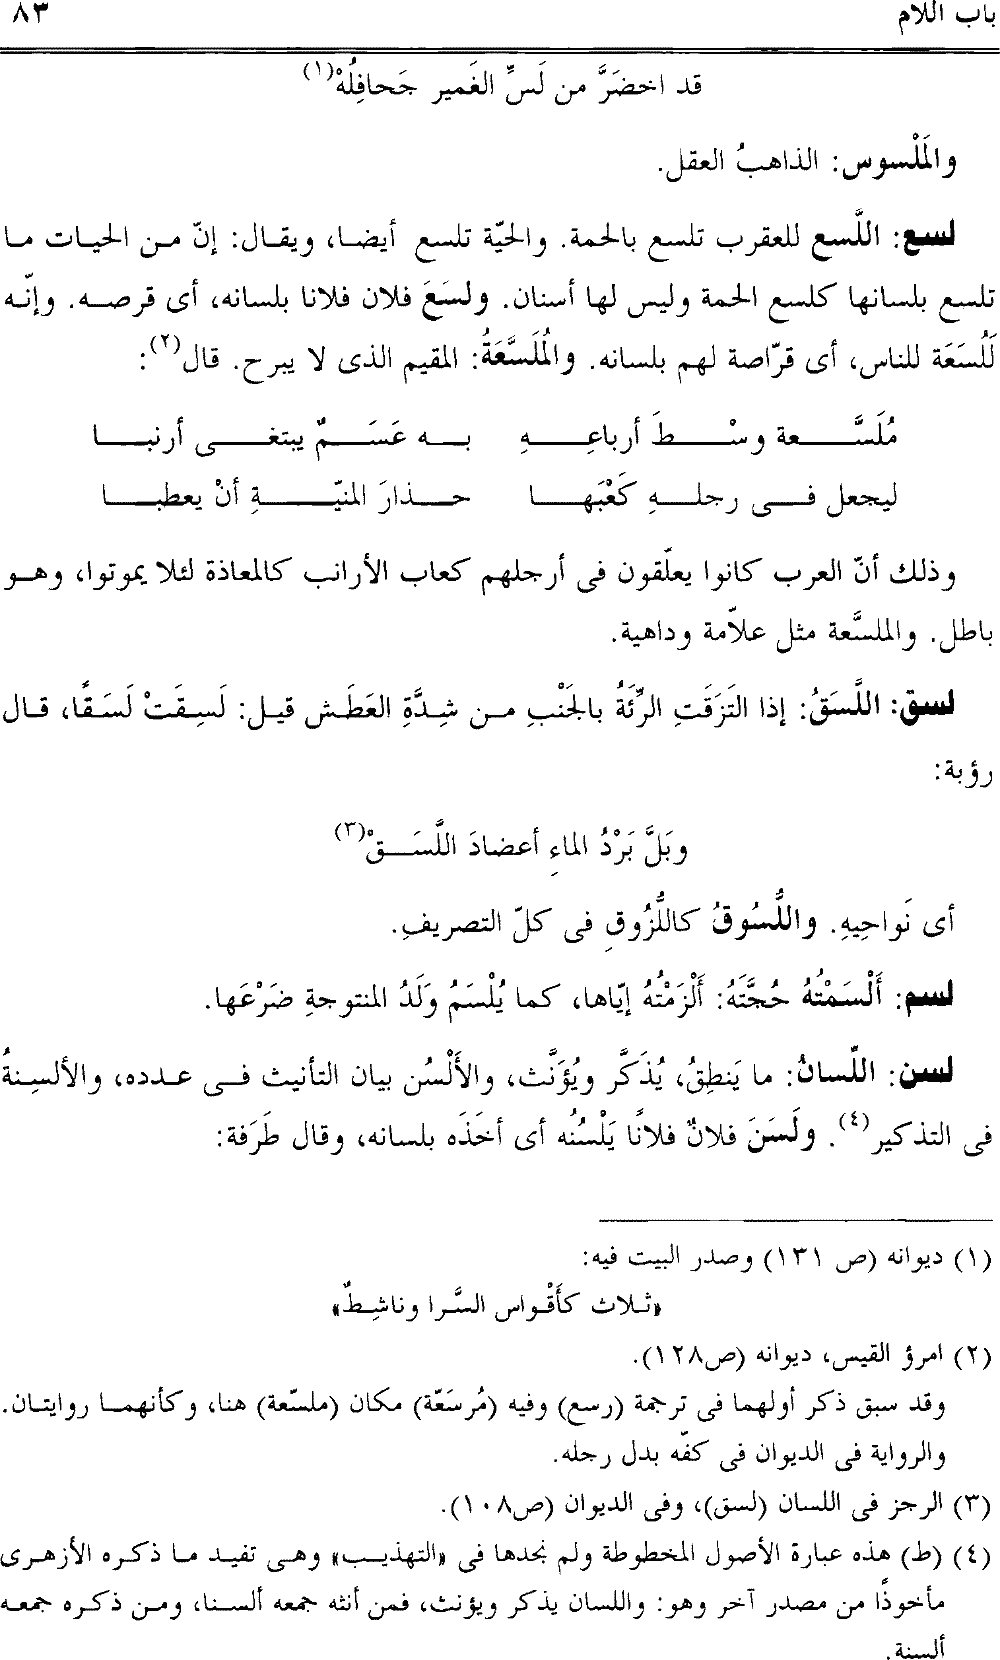 باب اللام ٨٣
قد اخضَرَّ من لَسِّ الغَمير جَحافِلُهْ(١)
والمَلْسوس: الذاهبُ العقل.
لسع: اللَّسع للعقرب تلسع بالحمة. والحيّة تلسع أيضا، ويقال: إنّ من الحيات ما
تلسع بلسانها كلسع الحمة وليس لها أسنان. ولسَعَ فلان فلانا بلسانه، أى قرصه. وإنّه
لَلُسَعَة للناس، أى قرّاصة لهم بلسانه. والمُلَسَّعَةُ: المقيم الذى لا يبرح. قال(٢):
مُلَسَّعة وسْطَ أرباعِهِ به عَسَمٌ يبتغى أرنبا
ليجعل فى رجلهِ كَعْبَها حذارَ المنيّةِ أنْ يعطبا
وذلك أنّ العرب كانوا يعلّقون فى أرجلهم كعاب الأرانب كالمعاذة لئلا يموتوا، وهو
باطل. والملسَّعة مثل علاّمة وداهية.
لسق: اللَّسَقُ: إذا التَزَقَتِ الرِّئَةُ بالجَنْبِ من شِدَّةِ العَطَش قيل: لَسِقَتْ لَسَقًا، قال
رؤبة:
وبَلَّ بَرْدُ الماءِ أعضادَ اللَّسَقْ(٣)
أى نَواحِيهِ. واللُّسُوقُ كاللُّزُوقِ فى كلّ التصريفِ.
لسم: أَلْسَمْتُهُ حُجَّتَهُ: أَلْزَمْتُهُ إيّاها، كما يُلْسَمُ وَلَدُ المنتوجةِ ضَرْعَها.
لسن: اللّسانُ: ما يَنطِقُ، يُذَكَّر ويُؤَنَّث، والأَلْسُن بيان التأنيث فى عدده، والألسِنةُ
فى التذكير(٤). ولَسَنَ فلانٌ فلانًا يَلْسُنُه أى أخَذَه بلسانه، وقال طَرَفة:
(١) ديوانه (ص ١٣١) وصدر البيت فيه:
«ثلاث كأَقْواس السَّرا وناشِطٌ»
(٢) امرؤ القيس، ديوانه (ص١٢٨).
وقد سبق ذكر أولهما فى ترجمة (رسع) وفيه (مُرسَعّة) مكان (ملسّعة) هنا، وكأنهما روايتان.
والرواية فى الديوان فى كفّه بدل رجله.
(٣) الرجز فى اللسان (لسق)، وفى الديوان (ص١٠٨).
(٤) (ط) هذه عبارة الأصول المخطوطة ولم نجدها فى «التهذيب» وهى تفيد ما ذكره الأزهرى
مأخوذًا من مصدر آخر وهو: واللسان يذكر ويؤنث، فمن أنثه جمعه ألسنا، ومن ذكره جمعه
ألسنة.